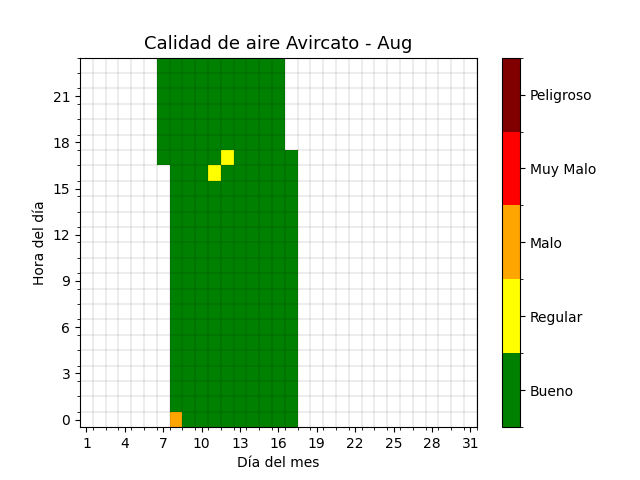 Calidad de aire Avircato - Aug
21
18
15
12
9
6
3
0
Hora del día
1 4 7 10 13 16 19 22 25 28 31
Día del mes
Peligroso
Muy Malo
Malo
Regular
Bueno